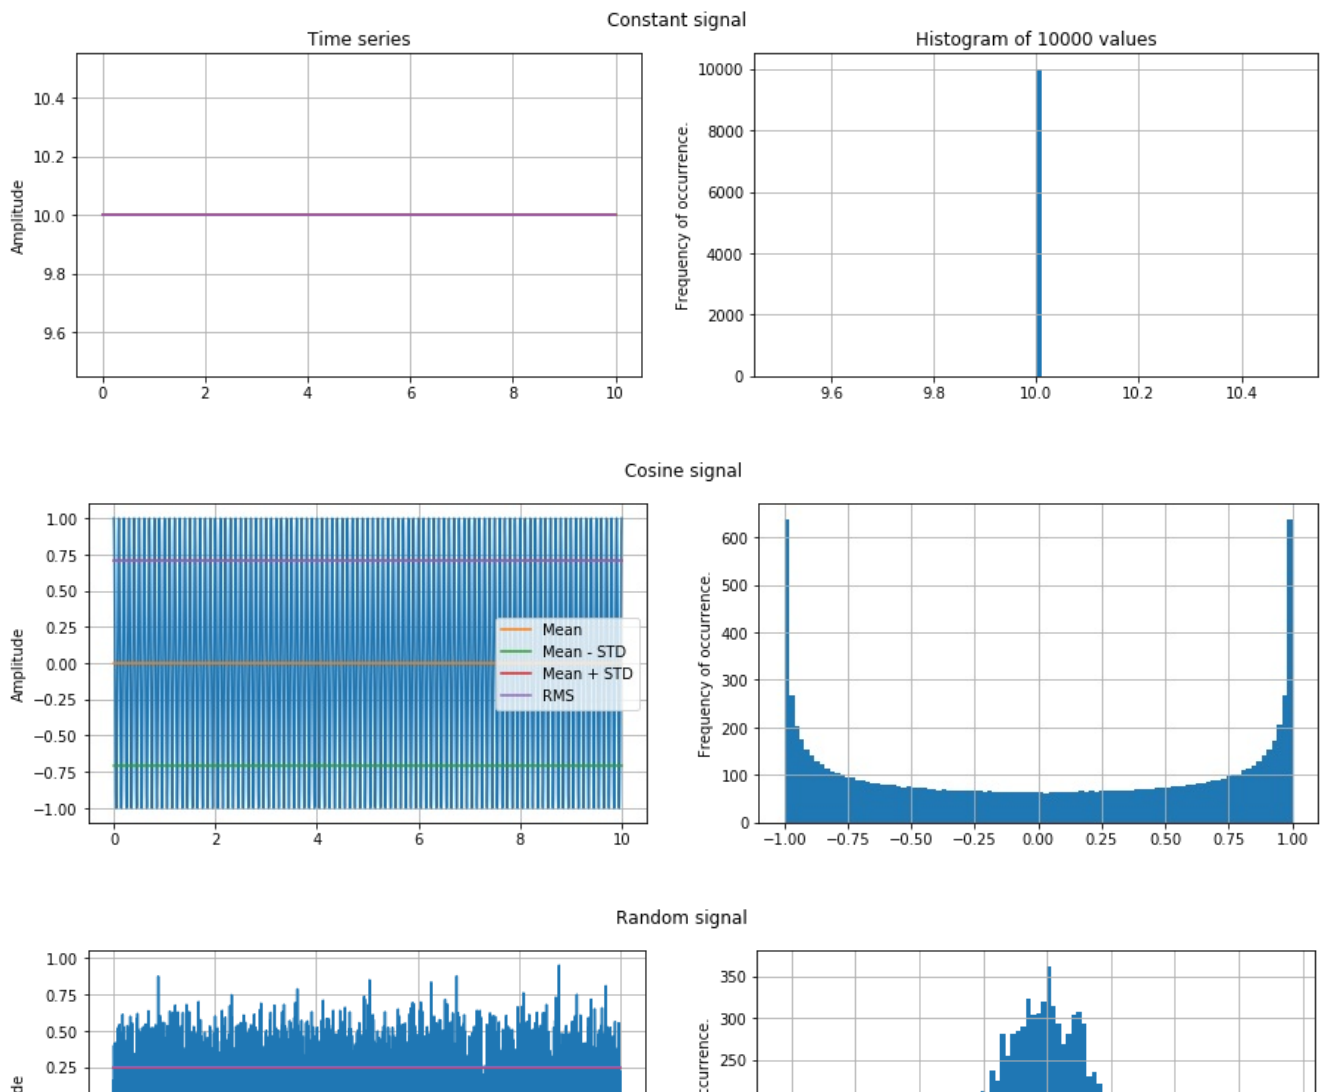 Constant signal
Time series
Histogram of 10000 values
Amplitude
10.4
10.2
10.0
9.8
9.6
0 2 4 6 8 10
Frequency of occurrence.
10000
8000
6000
4000
2000
0
9.6 9.8 10.0 10.2 10.4
Cosine signal
Amplitude
1.00
0.75
0.50
0.25
0.00
−0.25
−0.50
−0.75
−1.00
0 2 4 6 8 10
Mean
Mean - STD
Mean + STD
RMS
Frequency of occurrence.
600
500
400
300
200
100
0
−1.00 −0.75 −0.50 −0.25 0.00 0.25 0.50 0.75 1.00
Random signal
1.00
0.75
0.50
0.25
350
300
250